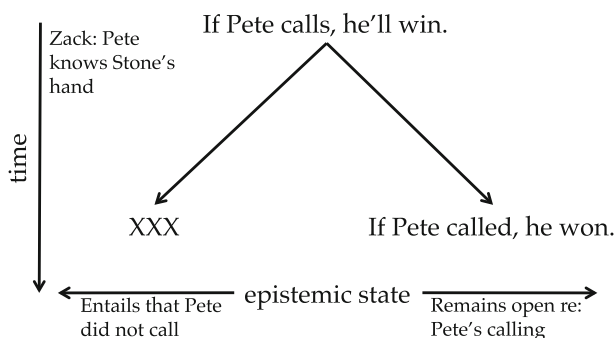 If Pete calls, he'll win.
Zack: Pete
knows Stone's
hand
time
XXX
If Pete called, he won.
epistemic state
Entails that Pete
did not call
Remains open re:
Pete's calling